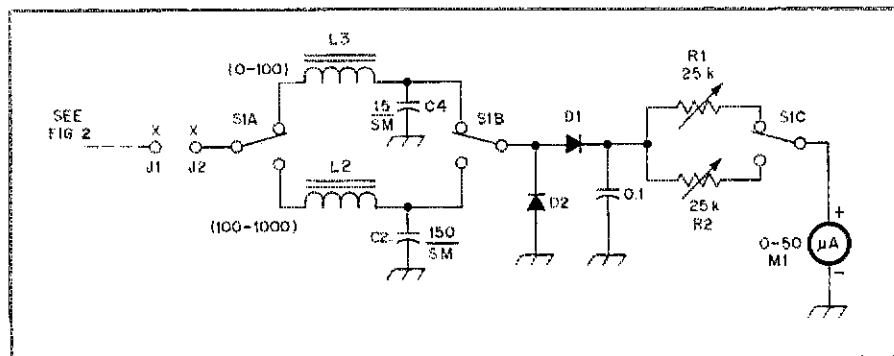 L3
(0-100)
R1
25 k
SEE
FIG 2
X
X
S1A
15
SM
C4
S1B
D1
S1C
J1
J2
L2
0.1
D2
25 k
R2
(100-1000)
C2
150
SM
+
0-50
M1
µA
-